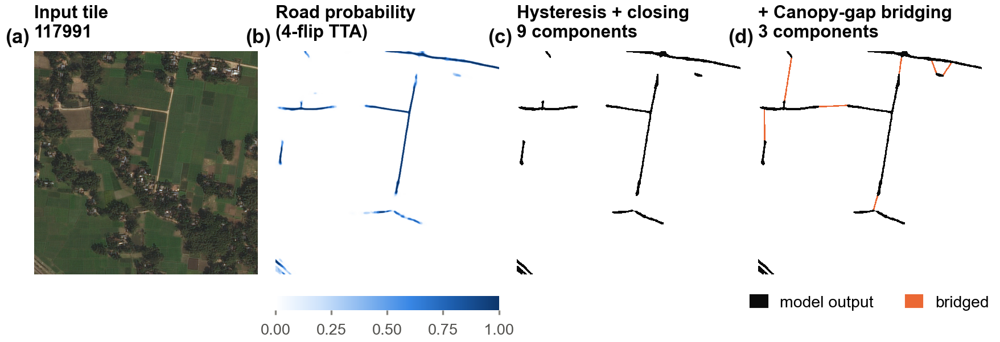 (a)
Input tile
117991
(b)
Road probability
(4-flip TTA)
(c)
Hysteresis + closing
9 components
(d)
+ Canopy-gap bridging
3 components
0.00 0.25 0.50 0.75 1.00
model output bridged